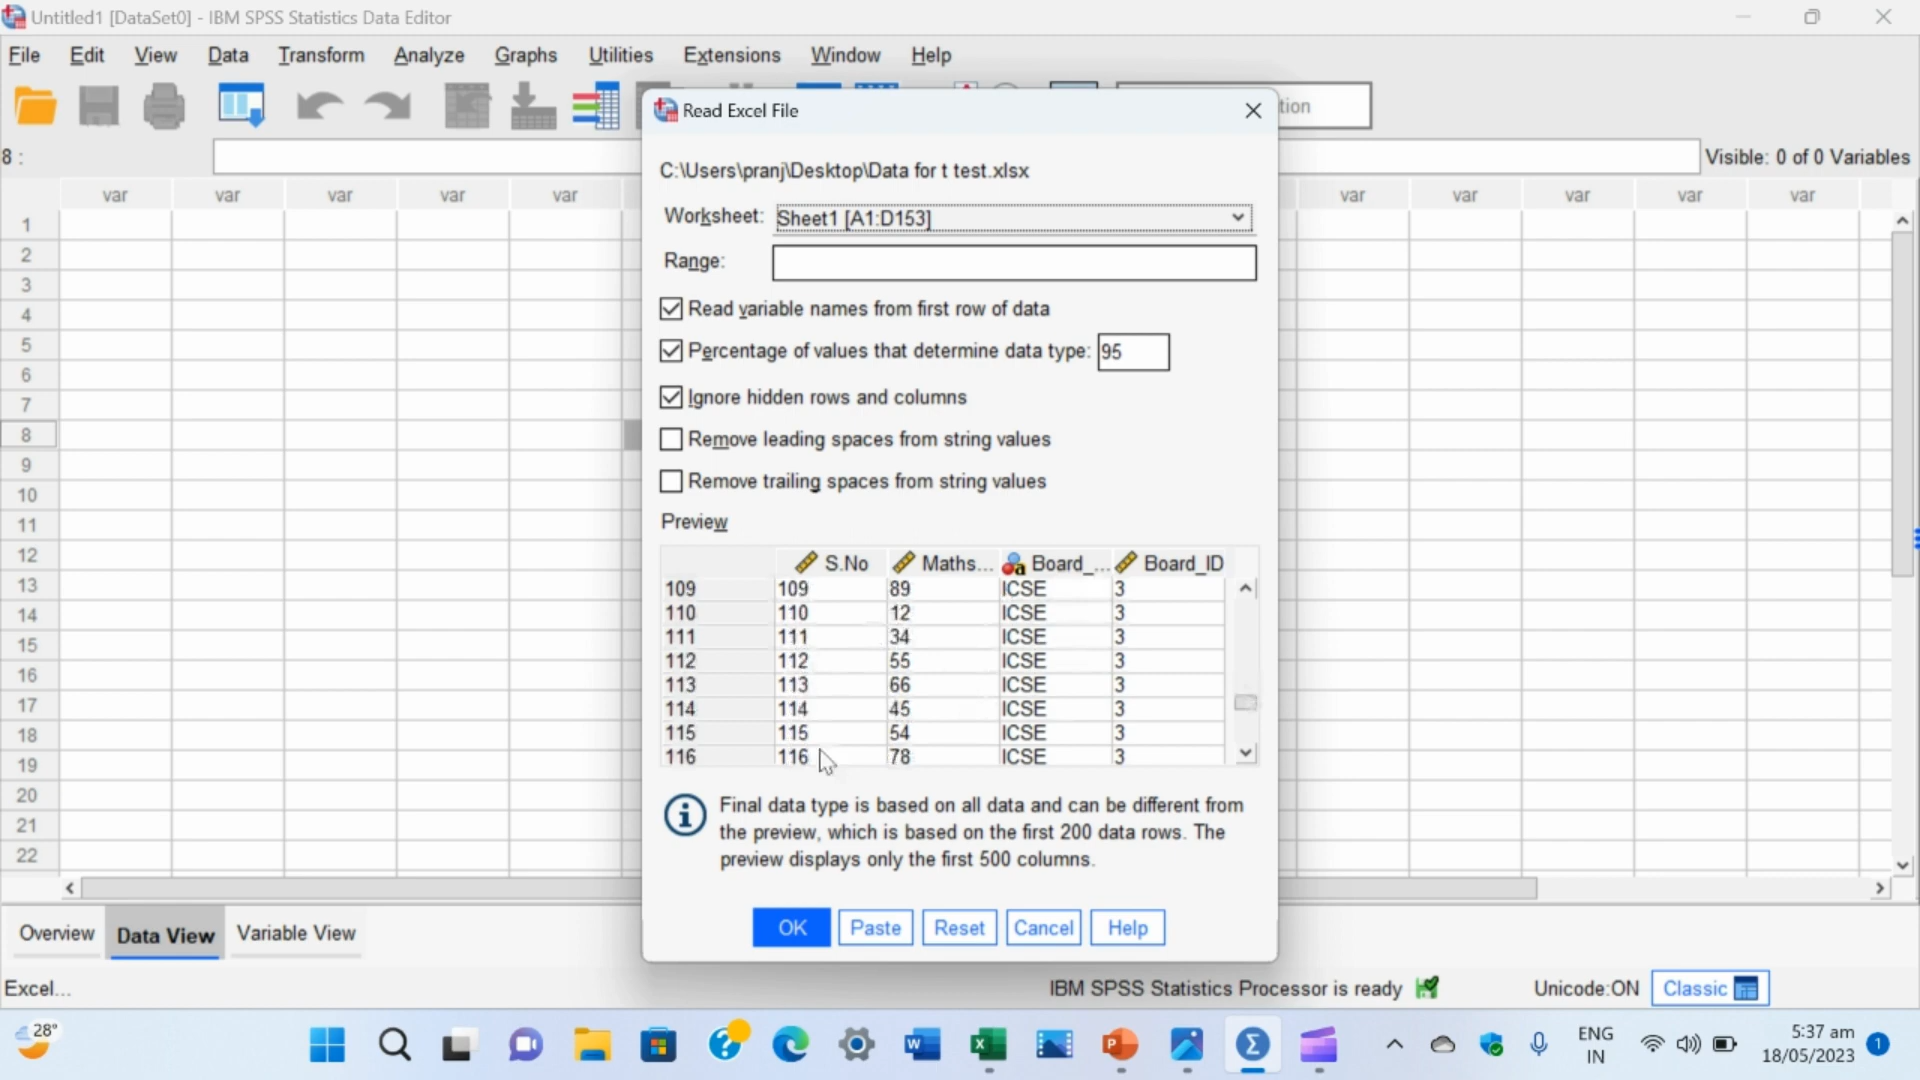 Untitled1 [DataSet0] - IBM SPSS Statistics Data Editor
File Edit View Data Transform Analyze Graphs Utilities Extensions Window Help
tion
8 :
Visible: 0 of 0 Variables
var var var var var var var var var var
1
2
3
4
5
6
7
8
9
10
11
12
13
14
15
16
17
18
19
20
21
22
Read Excel File
C:\Users\pranj\Desktop\Data for t test.xlsx
Worksheet: Sheet1 [A1:D153]
Range:
Read variable names from first row of data
Percentage of values that determine data type: 95
Ignore hidden rows and columns
Remove leading spaces from string values
Remove trailing spaces from string values
Preview
S.No Maths... Board_... Board_ID
109 109 89 ICSE 3
110 110 12 ICSE 3
111 111 34 ICSE 3
112 112 55 ICSE 3
113 113 66 ICSE 3
114 114 45 ICSE 3
115 115 54 ICSE 3
116 116 78 ICSE 3
Final data type is based on all data and can be different from
the preview, which is based on the first 200 data rows. The
preview displays only the first 500 columns.
OK Paste Reset Cancel Help
Overview Data View Variable View
Excel...
IBM SPSS Statistics Processor is ready
Unicode:ON
Classic
28°
ENG
IN
5:37 am
18/05/2023
1